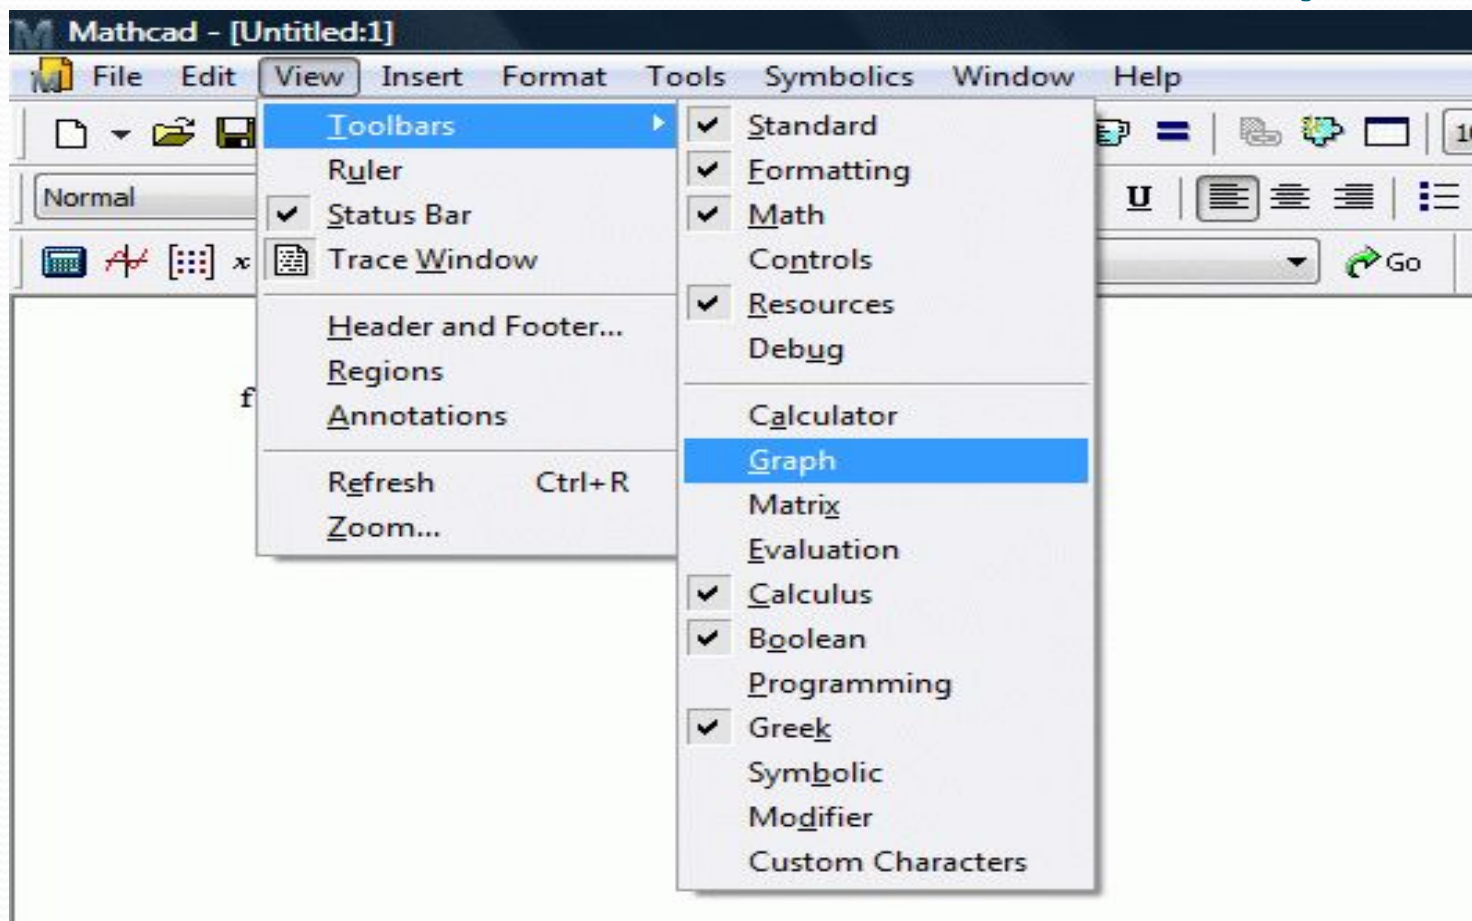 Mathcad - [Untitled:1]
File Edit View Insert Format Tools Symbolics Window Help
Normal
Go
f
Toolbars
Ruler
Status Bar
Trace Window
Header and Footer...
Regions
Annotations
Refresh Ctrl+R
Zoom...
Standard
Formatting
Math
Controls
Resources
Debug
Calculator
Graph
Matrix
Evaluation
Calculus
Boolean
Programming
Greek
Symbolic
Modifier
Custom Characters